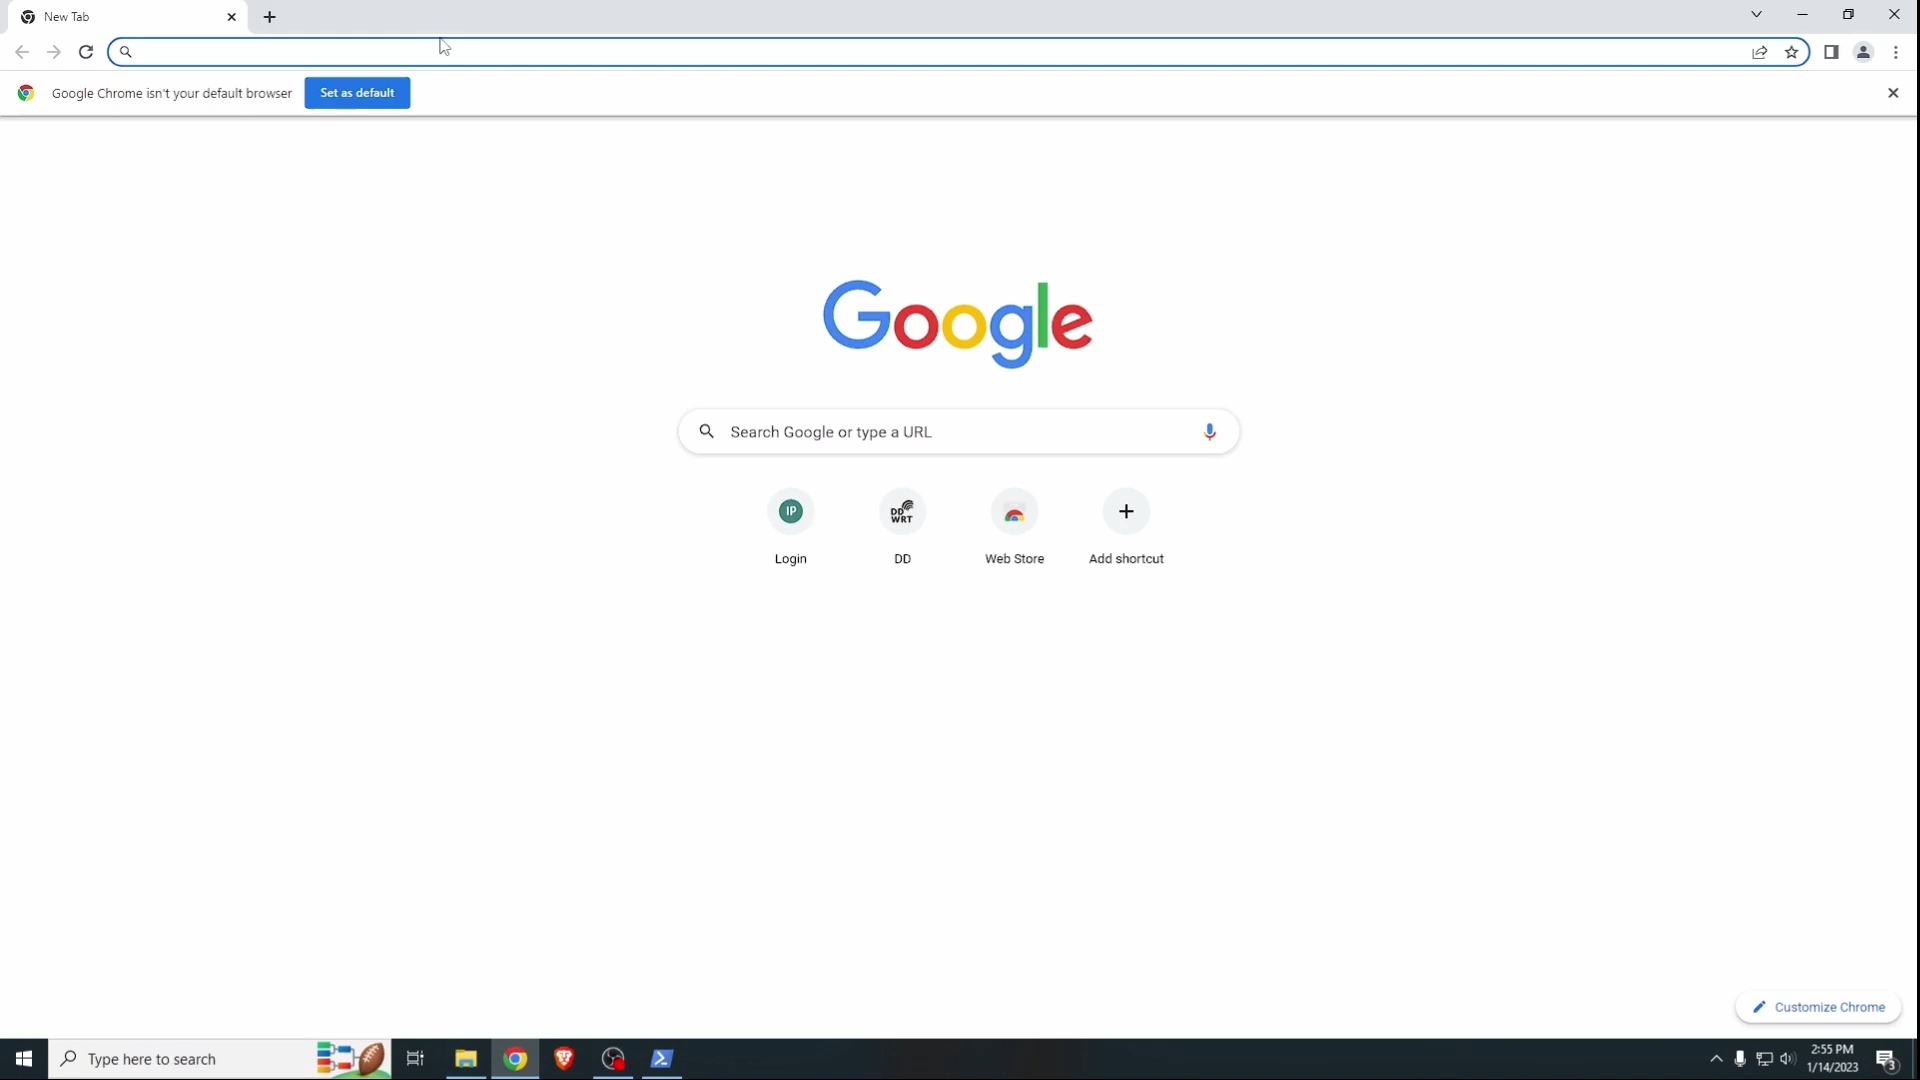 New Tab
Google Chrome isn't your default browser
Set as default
Google
Search Google or type a URL
IP
DD
WRT
Login
DD
Web Store
Add shortcut
Customize Chrome
Type here to search
2:55 PM
1/14/2023
3